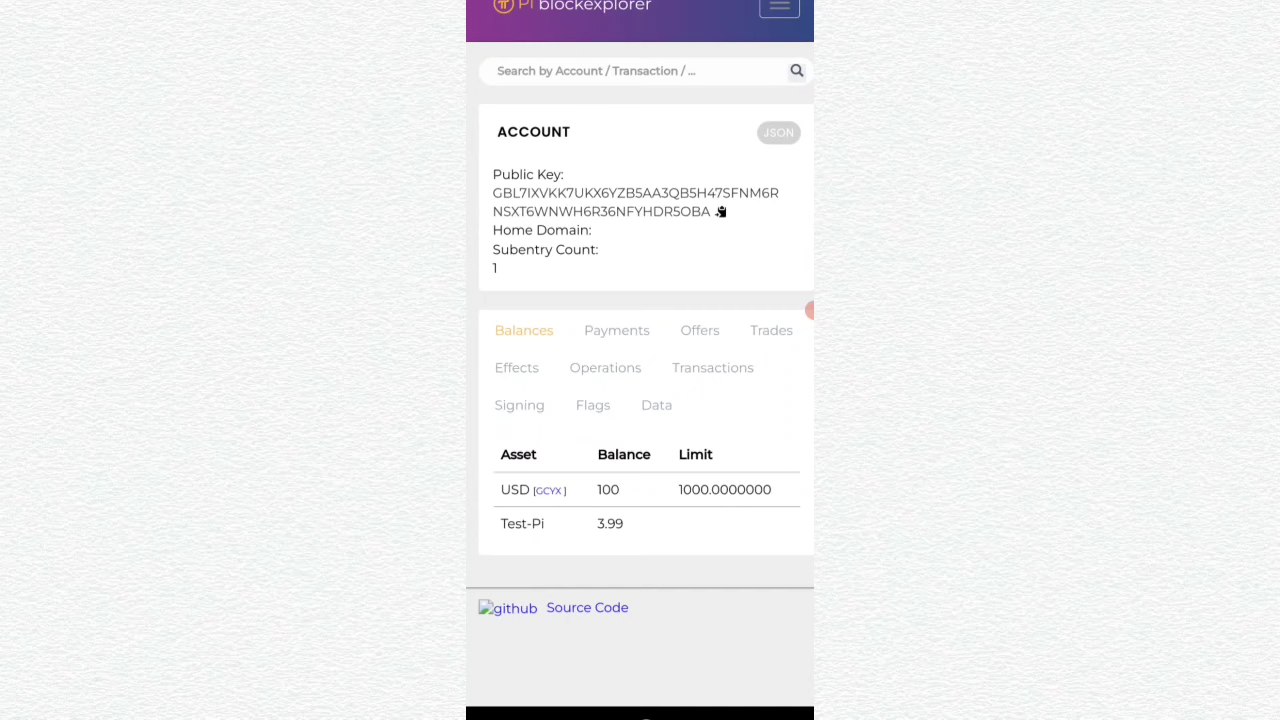 Pi blockexplorer
Search by Account / Transaction / ...
ACCOUNT
JSON
Public Key:
GBL7IXVKK7UKX6YZB5AA3QB5H47SFNM6R
NSXT6WNWH6R36NFYHDR5OBA
Home Domain:
Subentry Count:
1
Balances Payments Offers Trades
Effects Operations Transactions
Signing Flags Data
Asset Balance Limit
USD [GCYX ] 100 1000.0000000
Test-Pi 3.99
github Source Code